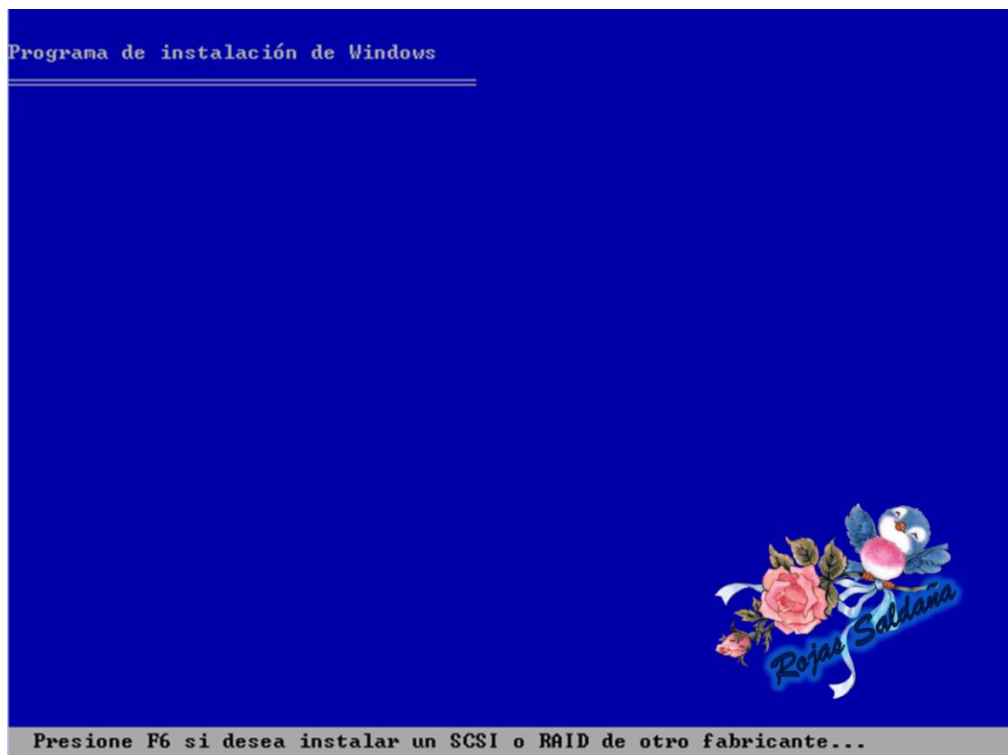 Programa de instalación de Windows
Rojas Saldaña
Presione F6 si desea instalar un SCSI o RAID de otro fabricante...